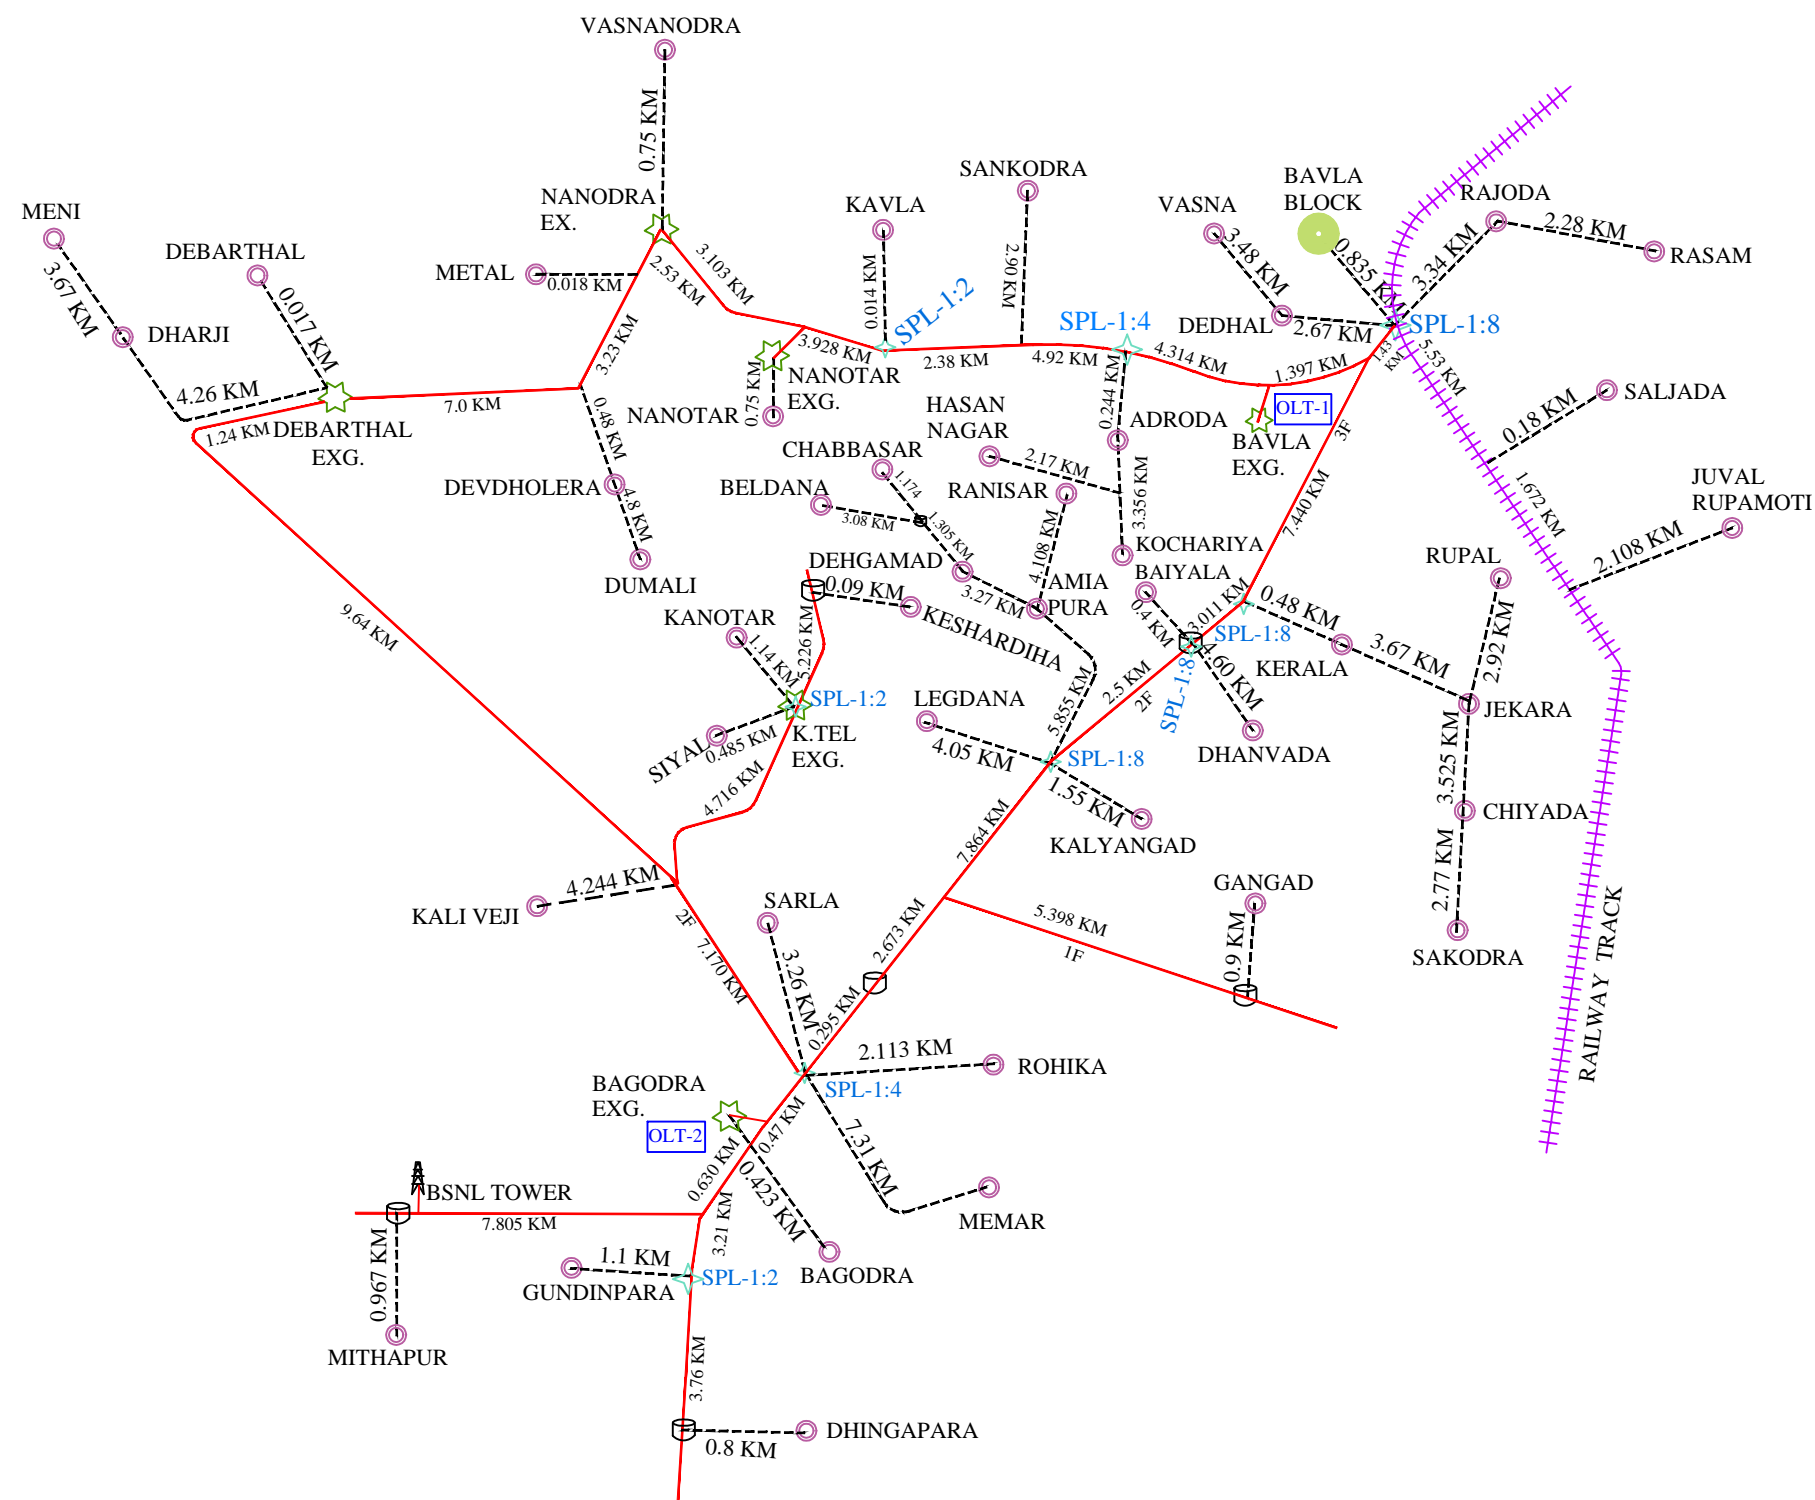 VASNANODRA
0.75 KM
MENI
3.67 KM
DHARJI
DEBARTHAL
0.017 KM
4.26 KM
1.24 KM
DEBARTHAL
EXG.
7.0 KM
NANODRA
EX.
METAL
0.018 KM
2.53 KM
3.103 KM
3.23 KM
0.48 KM
DEVDHOLERA
4.8 KM
DUMALI
KAVLA
0.014 KM
SPL-1:2
3.928 KM
NANOTAR
EXG.
0.75 KM
NANOTAR
2.38 KM
SANKODRA
2.90 KM
4.92 KM
SPL-1:4
4.314 KM
0.244 KM
ADRODA
VASNA
3.48 KM
DEDHAL
2.67 KM
BAVLA
BLOCK
0.835 KM
RAJODA
3.34 KM
2.28 KM
RASAM
SPL-1:8
1.43
KM
5.53 KM
1.397 KM
OLT-1
BAVLA
EXG.
3F
7.440 KM
SALJADA
0.18 KM
1.672 KM
JUVAL
RUPAMOTI
2.108 KM
HASAN
NAGAR
2.17 KM
3.356 KM
KOCHARIYA
CHABBASAR
1.174
BELDANA
3.08 KM
1.305 KM
RANISAR
4.108 KM
DEHGAMAD
3.27 KM
AMIA
PURA
0.09 KM
KESHARDIHA
5.226 KM
KANOTAR
1.14 KM
SPL-1:2
SIYAL
0.485 KM
K.TEL
EXG.
4.716 KM
9.64 KM
BAIYALA
0.4 KM
3.011 KM
SPL-1:8
0.48 KM
KERALA
3.67 KM
RUPAL
2.92 KM
JEKARA
3.525 KM
CHIYADA
2.77 KM
SAKODRA
4.60 KM
DHANVADA
SPL-1:8
2.5 KM
2F
5.855 KM
LEGDANA
4.05 KM
SPL-1:8
1.55 KM
KALYANGAD
7.864 KM
GANGAD
0.9 KM
5.398 KM
1F
RAILWAY TRACK
KALI VEJI
4.244 KM
2F
7.170 KM
SARLA
3.26 KM
2.673 KM
0.295 KM
2.113 KM
ROHIKA
SPL-1:4
7.31 KM
MEMAR
BAGODRA
EXG.
OLT-2
0.47 KM
0.630 KM
0.423 KM
BAGODRA
BSNL TOWER
7.805 KM
3.21 KM
0.967 KM
MITHAPUR
1.1 KM
GUNDINPARA
SPL-1:2
3.76 KM
0.8 KM
DHINGAPARA